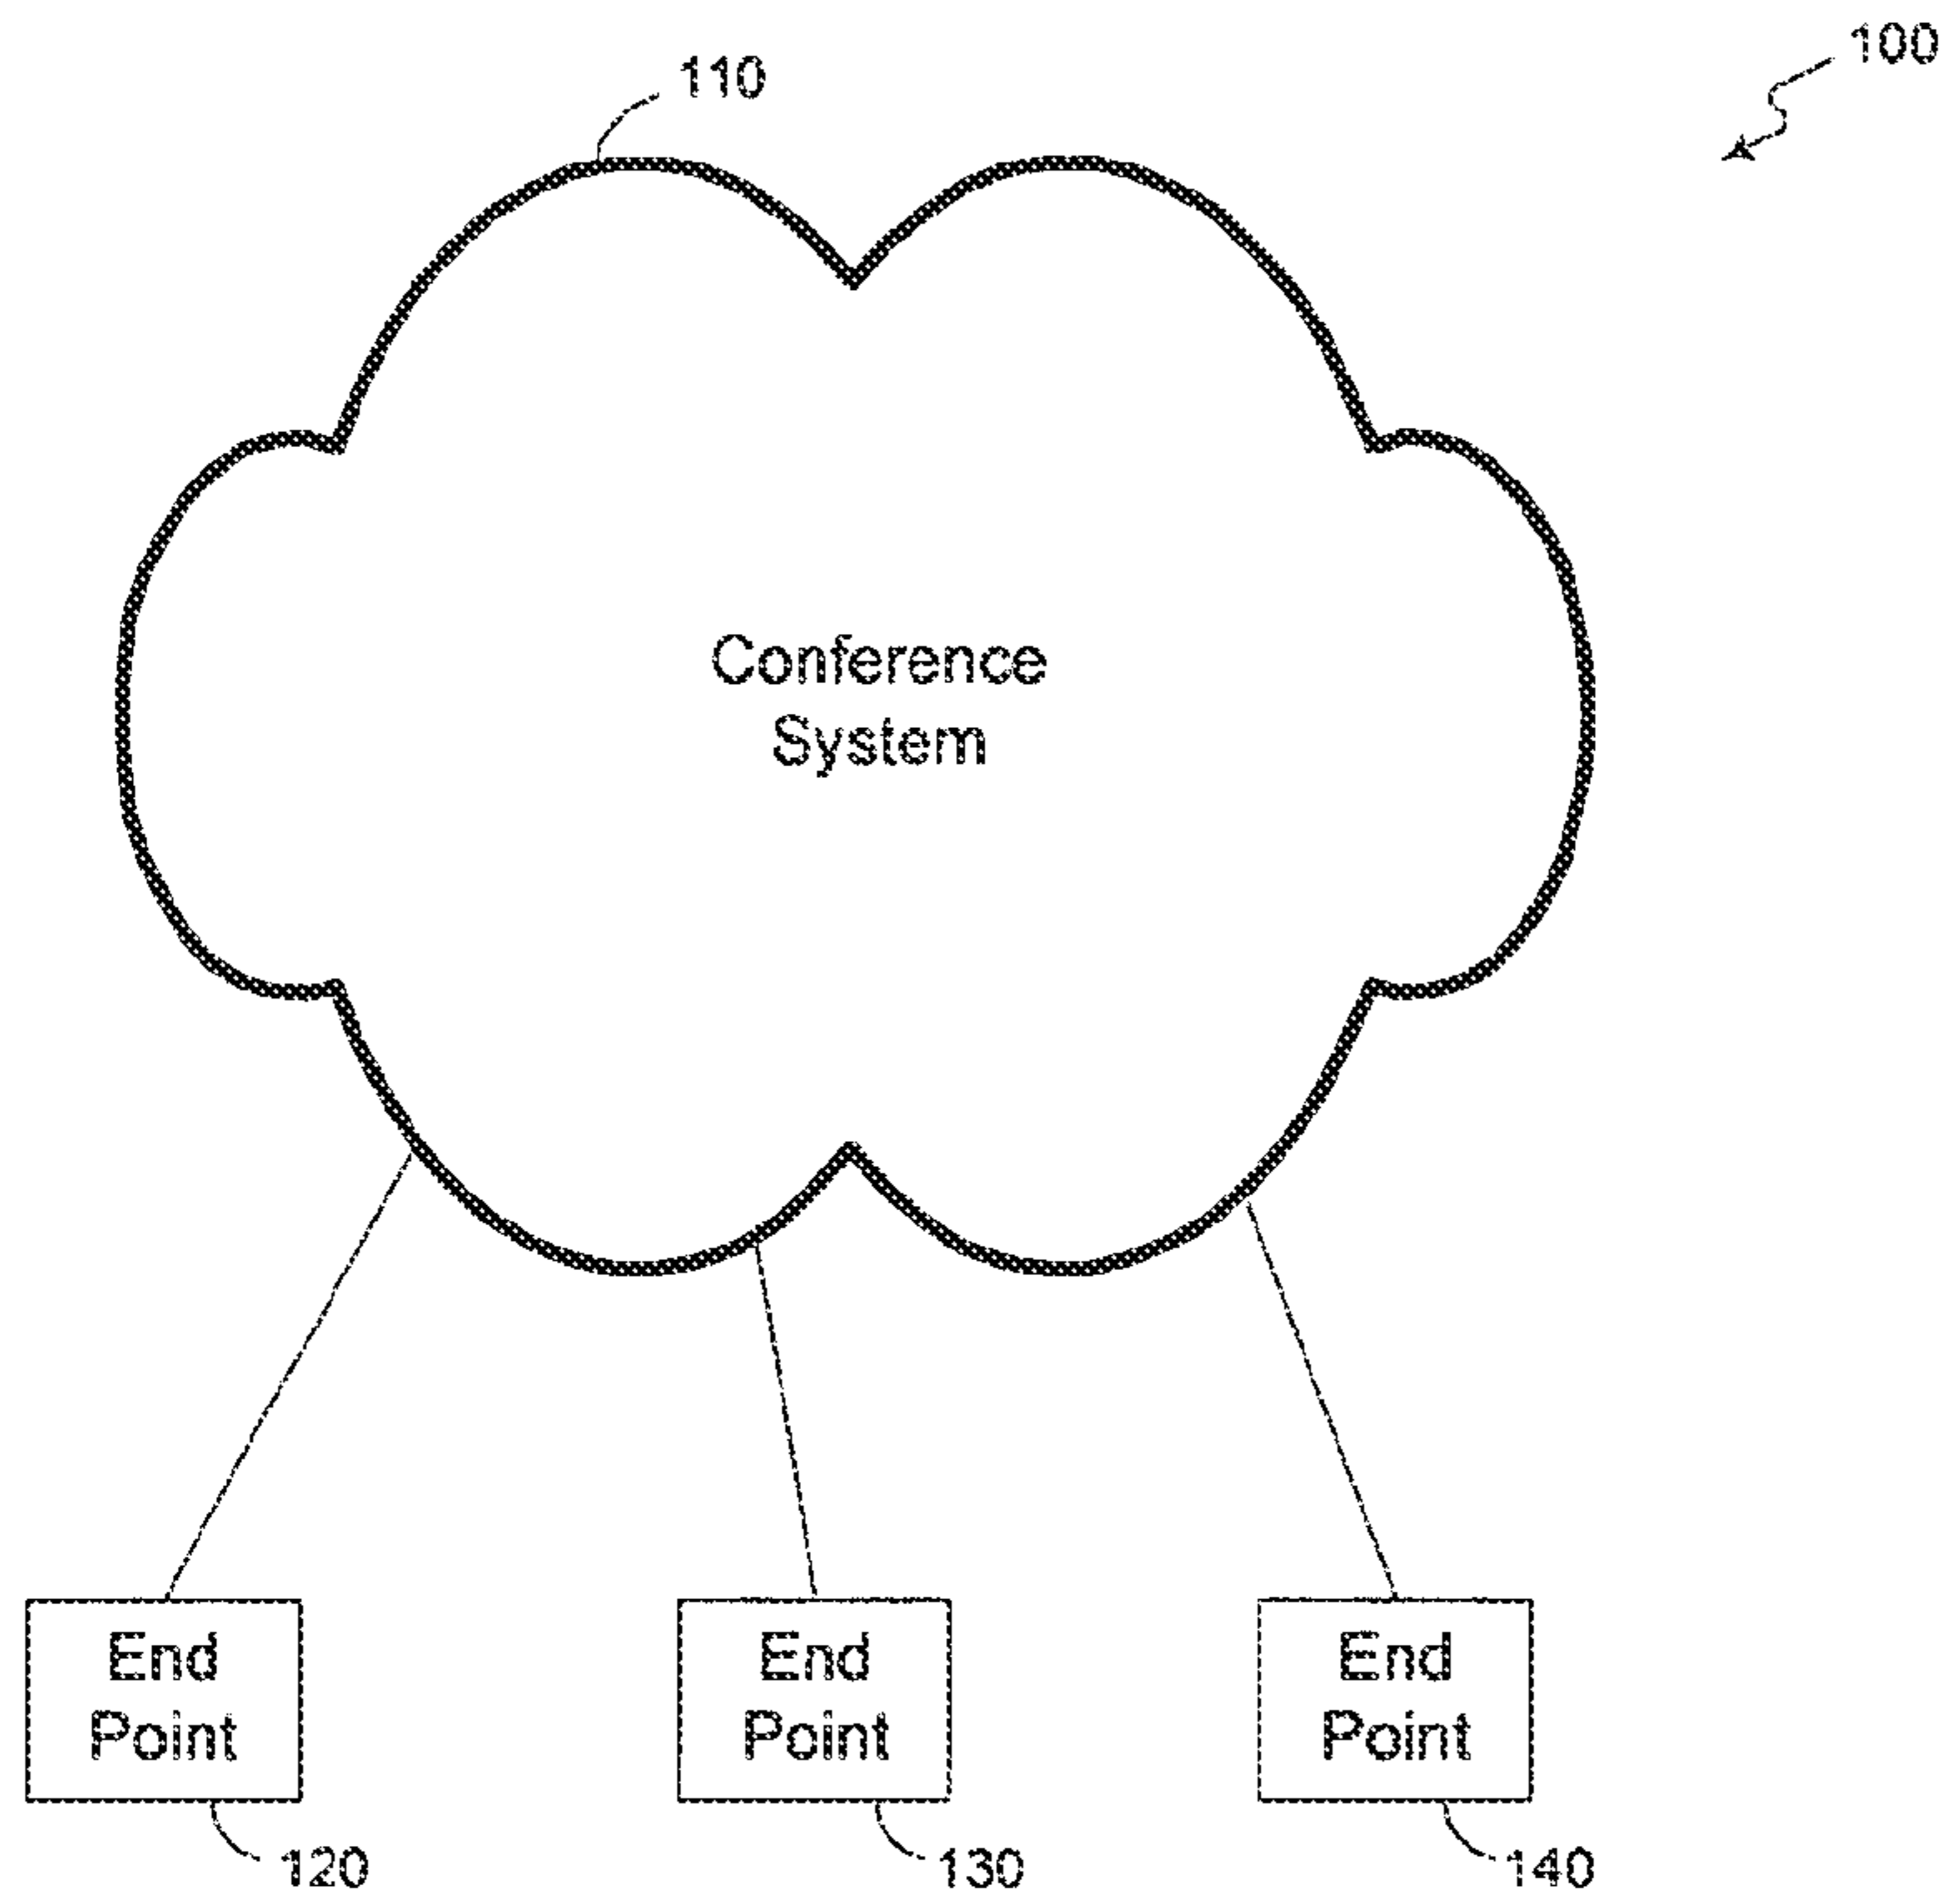 100
110
Conference
System
End
Point
End
Point
End
Point
120
130
140